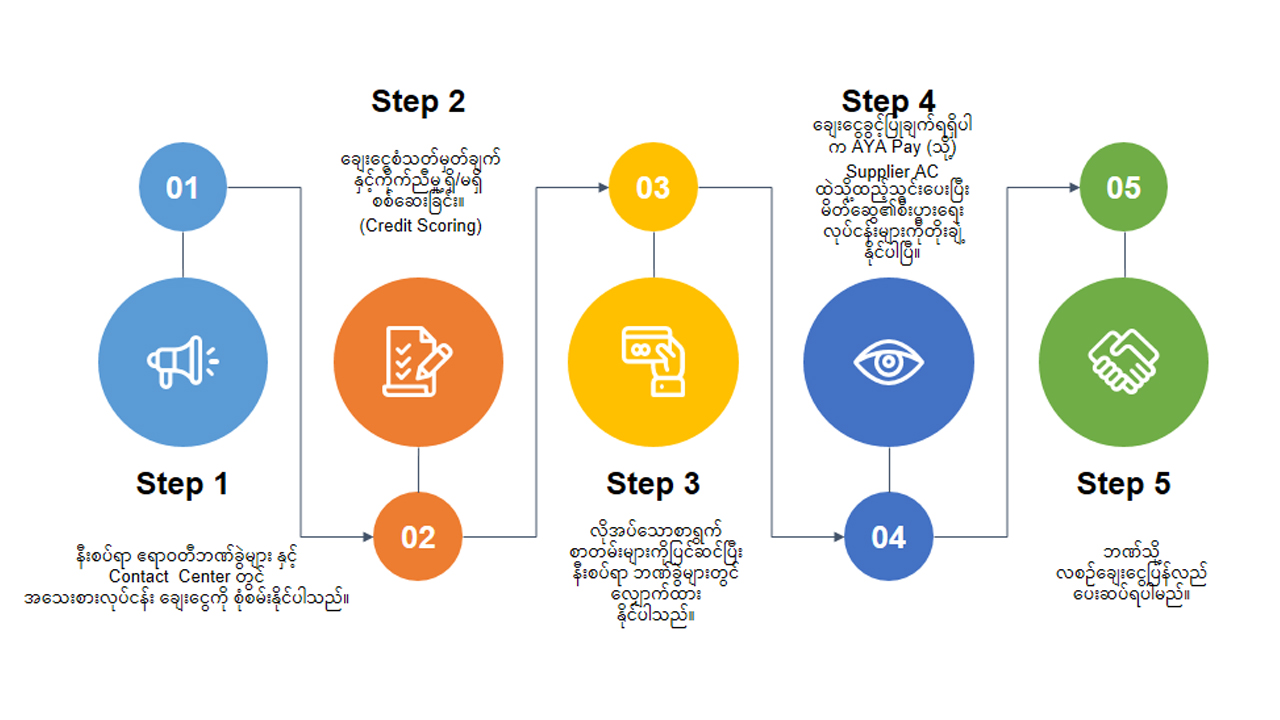 Step 1
01
နီးစပ်ရာ ဧရာဝတီဘဏ်ခွဲများ နှင့်
Contact Center တွင်
အသေးစားလုပ်ငန်း ချေးငွေကို စုံစမ်းနိုင်ပါသည်။
Step 2
ချေးငွေစံသတ်မှတ်ချက်
နှင့်ကိုက်ညီမှု ရှိ/မရှိ
စစ်ဆေးခြင်း။
(Credit Scoring)
02
03
Step 3
လိုအပ်သောစာရွက်
စာတမ်းများကိုပြင်ဆင်ပြီး
နီးစပ်ရာ ဘဏ်ခွဲများတွင်
လျှောက်ထား
နိုင်ပါသည်။
Step 4
ချေးငွေခွင့်ပြုချက်ရရှိပါ
က AYA Pay (သို့)
Supplier AC
ထဲသို့ထည့်သွင်းပေးပြီး
မိတ်ဆွေ၏စီးပွားရေး
လုပ်ငန်းများကိုတိုးချဲ့
နိုင်ပါပြီ။
04
05
Step 5
ဘဏ်သို့
လစဉ်ချေးငွေပြန်လည်
ပေးဆပ်ရပါမည်။